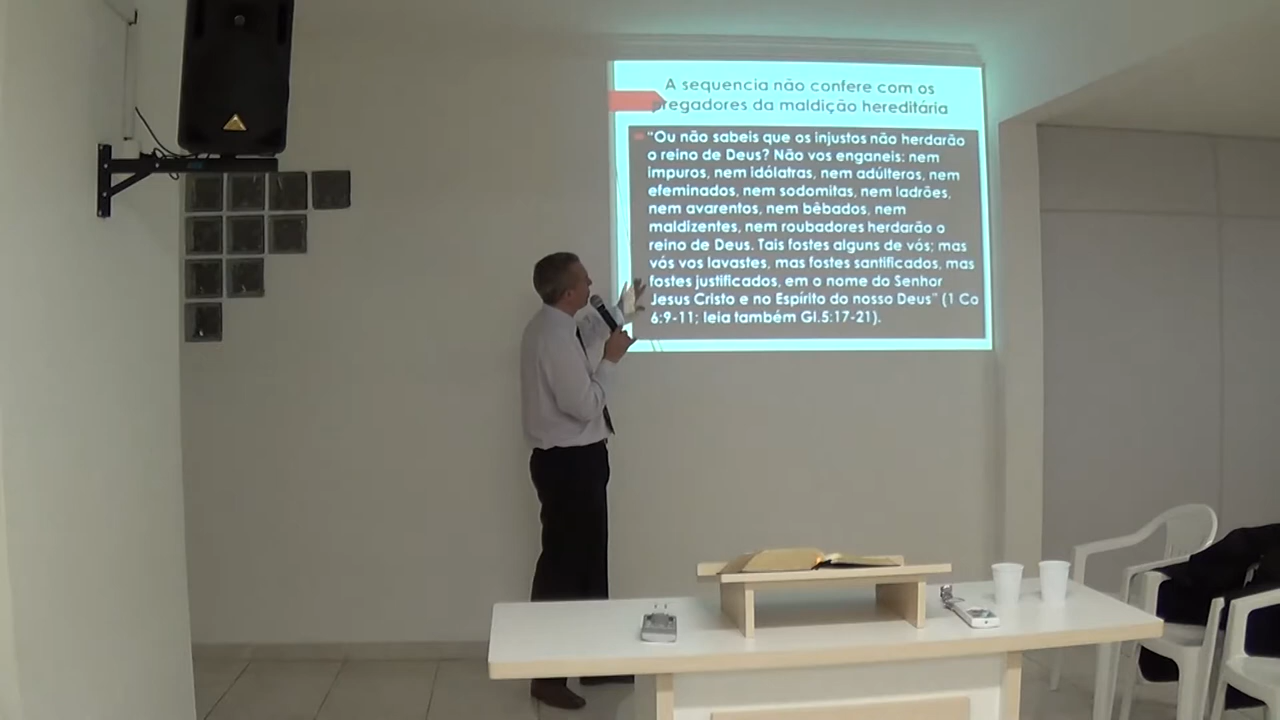 A sequencia não confere com os
pregadores da maldição hereditária
"Ou não sabeis que os injustos não herdarão
o reino de Deus? Não vos enganeis: nem
impuros, nem idólatras, nem adúlteros, nem
efeminados, nem sodomitas, nem ladrões,
nem avarentos, nem bêbados, nem
maldizentes, nem roubadores herdarão o
reino de Deus. Tais fostes alguns de vós; mas
vós vos lavastes, mas fostes santificados, mas
fostes justificados, em o nome do Senhor
Jesus Cristo e no Espírito do nosso Deus" (1 Co
6:9-11; leia também Gl.5:17-21).